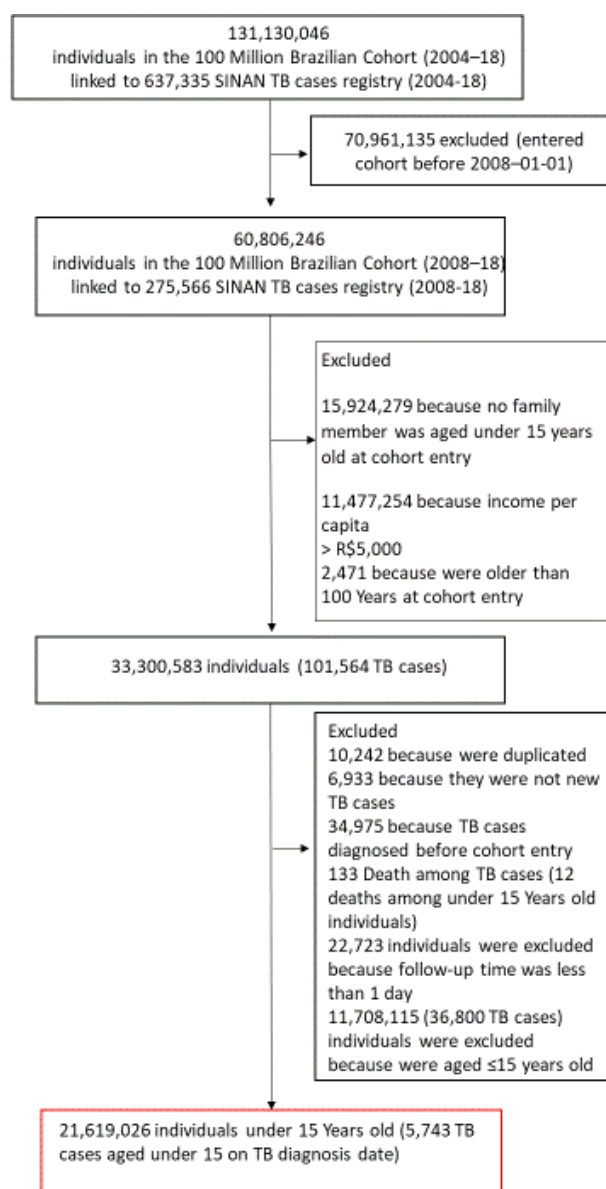 131,130,046
individuals in the 100 Million Brazilian Cohort (2004–18)
linked to 637,335 SINAN TB cases registry (2004-18)
70,961,135 excluded (entered
cohort before 2008–01-01)
60,806,246
individuals in the 100 Million Brazilian Cohort (2008–18)
linked to 275,566 SINAN TB cases registry (2008-18)
Excluded
15,924,279 because no family
member was aged under 15 years
old at cohort entry
11,477,254 because income per
capita
> R$5,000
2,471 because were older than
100 Years at cohort entry
33,300,583 individuals (101,564 TB cases)
Excluded
10,242 because were duplicated
6,933 because they were not new
TB cases
34,975 because TB cases
diagnosed before cohort entry
133 Death among TB cases (12
deaths among under 15 Years old
individuals)
22,723 individuals were excluded
because follow-up time was less
than 1 day
11,708,115 (36,800 TB cases)
individuals were excluded
because were aged ≤15 years old
21,619,026 individuals under 15 Years old (5,743 TB
cases aged under 15 on TB diagnosis date)